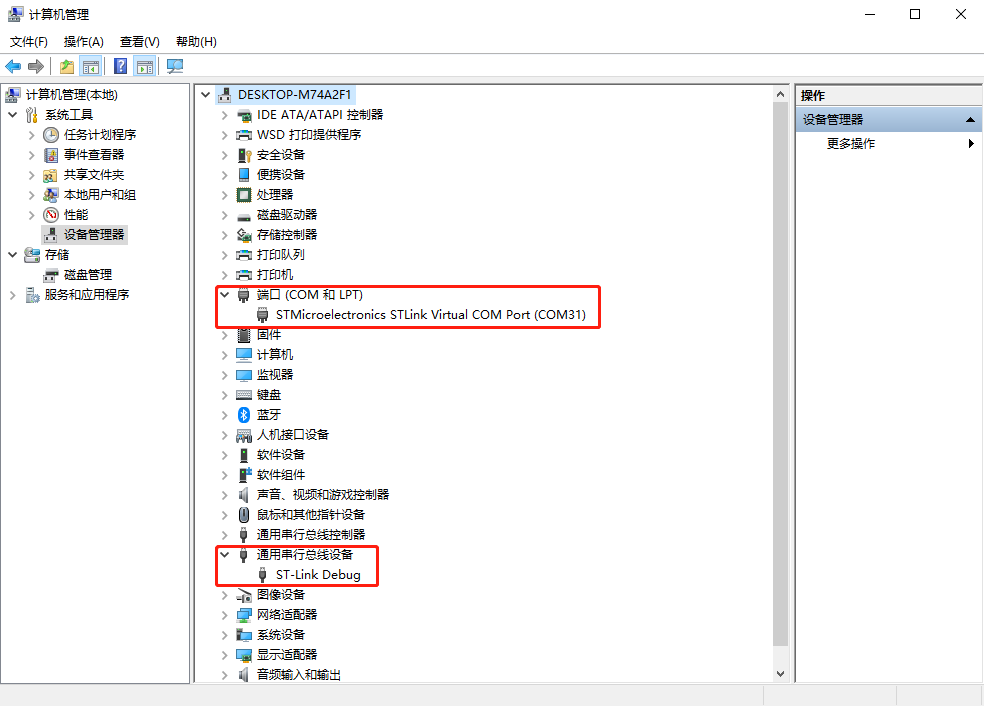 计算机管理
文件(F) 操作(A) 查看(V) 帮助(H)
计算机管理(本地)
系统工具
任务计划程序
事件查看器
共享文件夹
本地用户和组
性能
设备管理器
存储
磁盘管理
服务和应用程序
DESKTOP-M74A2F1
IDE ATA/ATAPI 控制器
WSD 打印提供程序
安全设备
便携设备
处理器
磁盘驱动器
存储控制器
打印队列
打印机
端口 (COM 和 LPT)
STMicroelectronics STLink Virtual COM Port (COM31)
固件
计算机
监视器
键盘
蓝牙
人机接口设备
软件设备
软件组件
声音、视频和游戏控制器
鼠标和其他指针设备
通用串行总线控制器
通用串行总线设备
ST-Link Debug
图像设备
网络适配器
系统设备
显示适配器
音频输入和输出
操作
设备管理器
更多操作